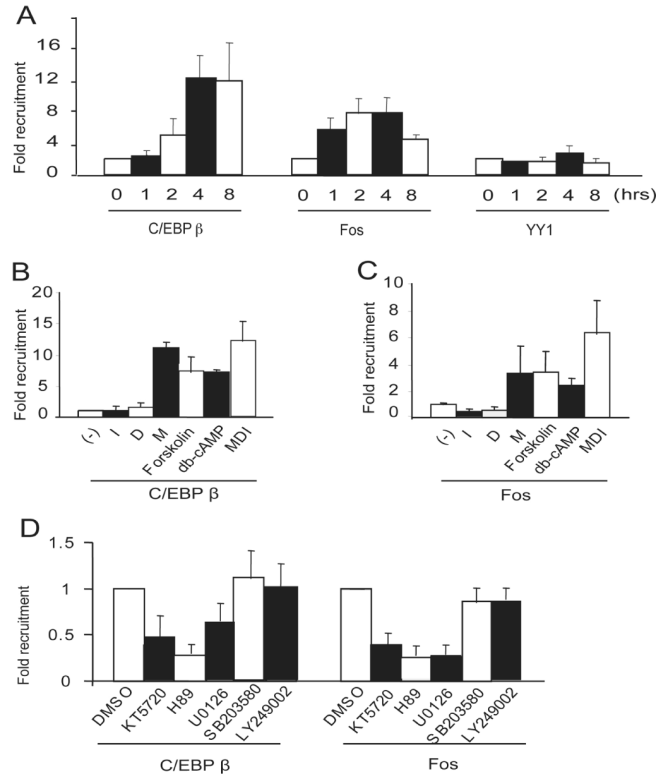 A
Fold recruitment
16
12
8
4
0
0 1 2 4 8 0 1 2 4 8 0 1 2 4 8 (hrs)
C/EBP β Fos YY1
B
Fold recruitment
20
15
10
5
0
(-) I D M Forskolin db-cAMP MDI
C/EBP β
C
Fold recruitment
10
8
6
4
2
0
(-) I D M Forskolin db-cAMP MDI
Fos
D
Fold recruitment
1.5
1
0.5
0
DMSO KT5720 H89 U0126 SB203580 LY249002 DMSO KT5720 H89 U0126 SB203580 LY249002
C/EBP β Fos